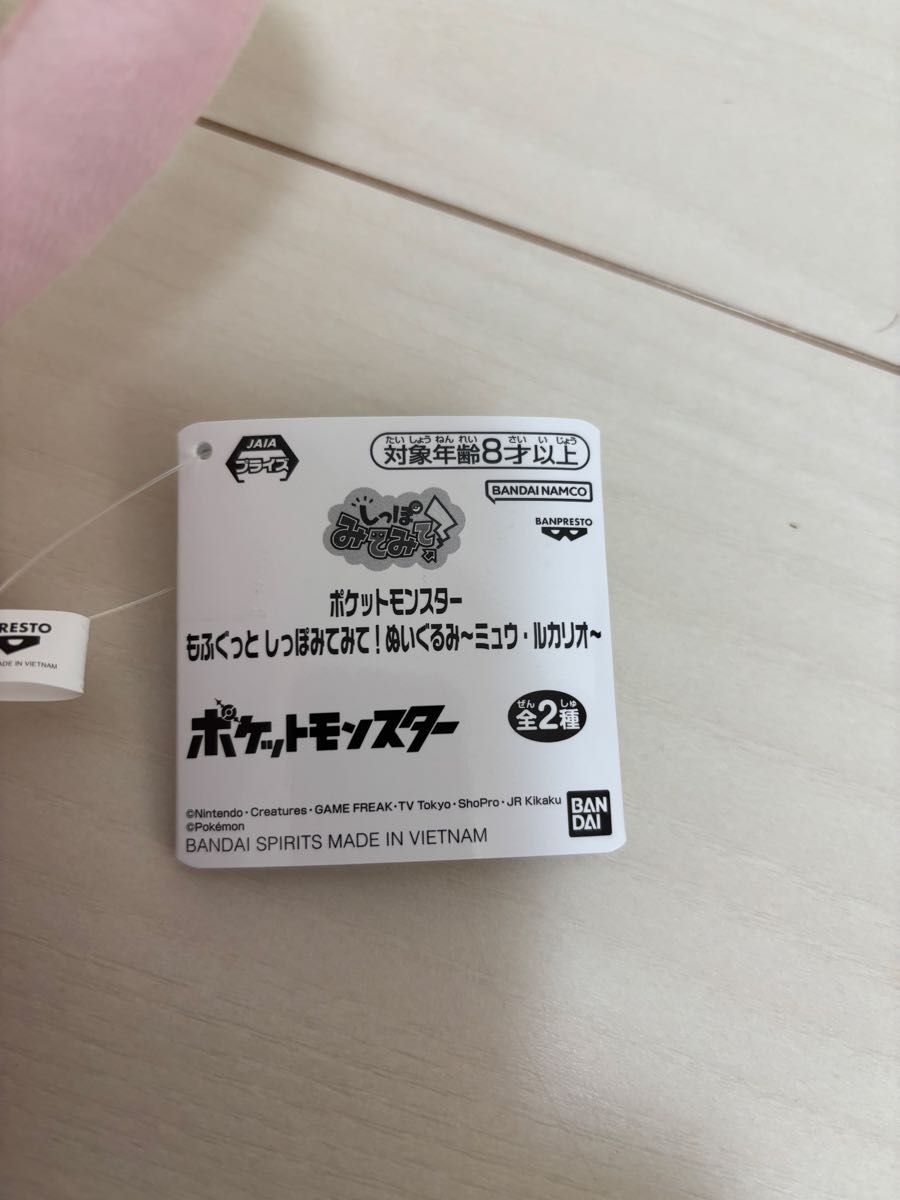 JAIA
プライズ
たいしょうねんれい さいいじょう
対象年齢8才以上
BANDAI NAMCO
BANPRESTO
しっぽ
みてみて!
ポケットモンスター
もふぐっと しっぽみてみて!ぬいぐるみ~ミュウ・ルカリオ~
PRESTO
ADE IN VIETNAM
ポケットモンスター
ぜん しゅ
全2種
©Nintendo・Creatures・GAME FREAK・TV Tokyo・ShoPro・JR Kikaku
©Pokémon
BANDAI SPIRITS MADE IN VIETNAM
BAN
DAI